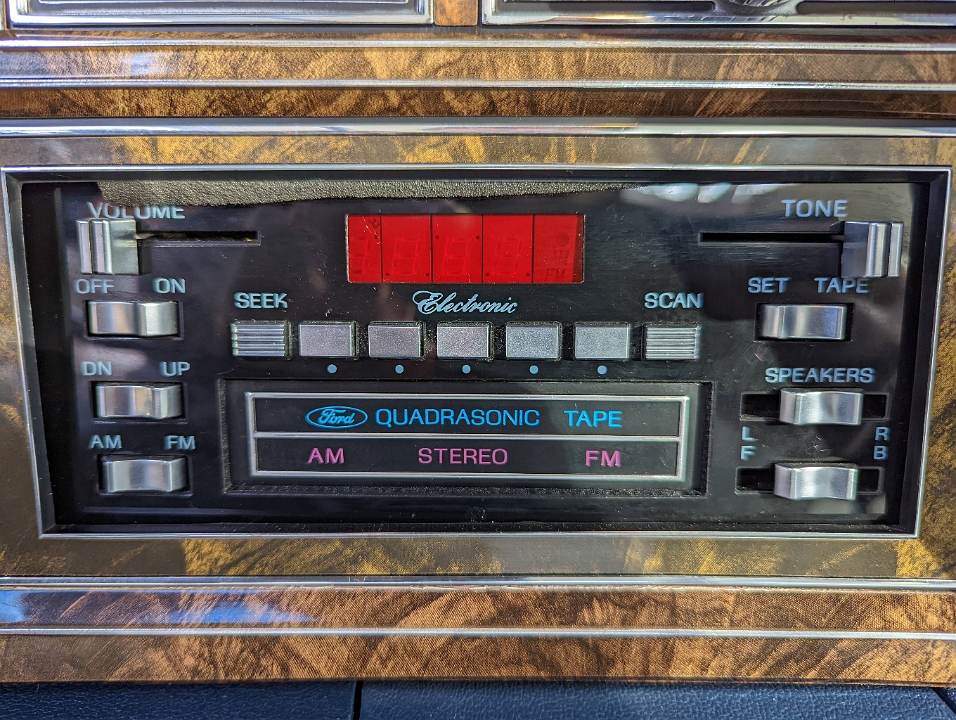 VOLUME
TONE
OFF ON
SET TAPE
SEEK
Electronic
SCAN
DN UP
SPEAKERS
Ford QUADRASONIC TAPE
AM FM
L R
F B
AM STEREO FM